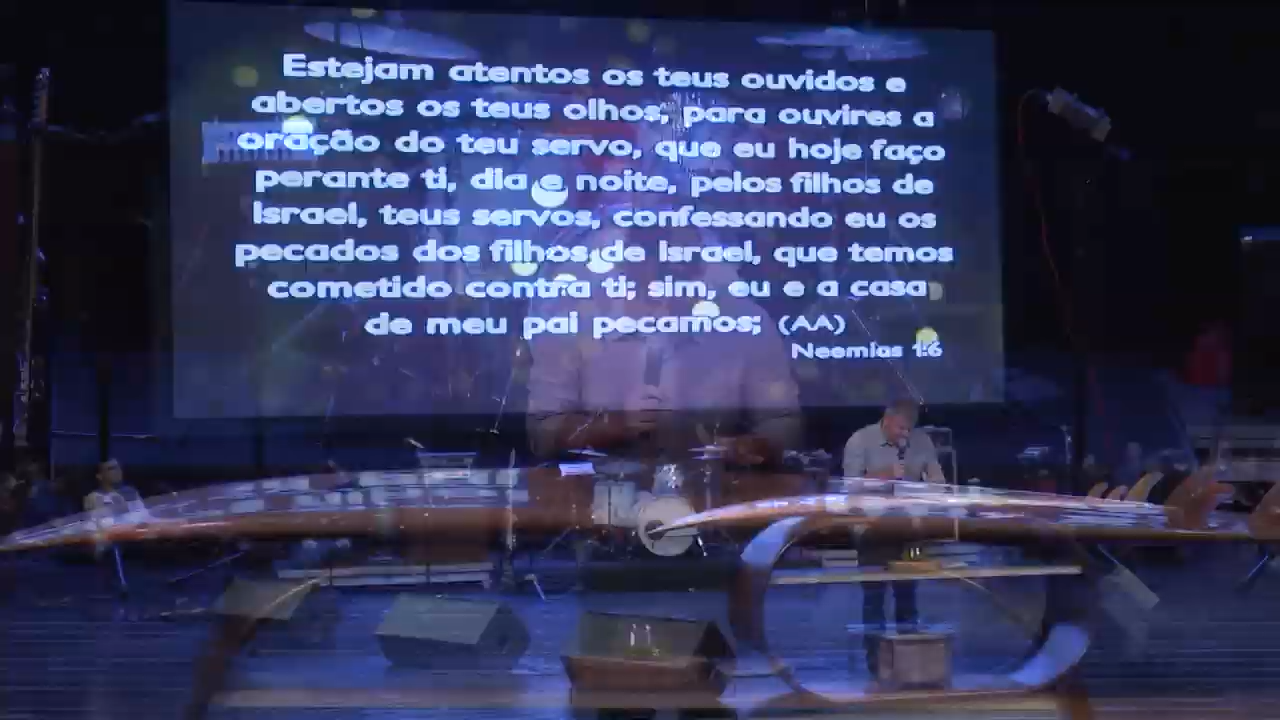 Estejam atentos os teus ouvidos e
abertos os teus olhos, para ouvires a
oração do teu servo, que eu hoje faço
perante ti, dia e noite, pelos filhos de
Israel, teus servos, confessando eu os
pecados dos filhos de Israel, que temos
cometido contra ti; sim, eu e a casa
de meu pai pecamos; (AA)
Neemias 1:6